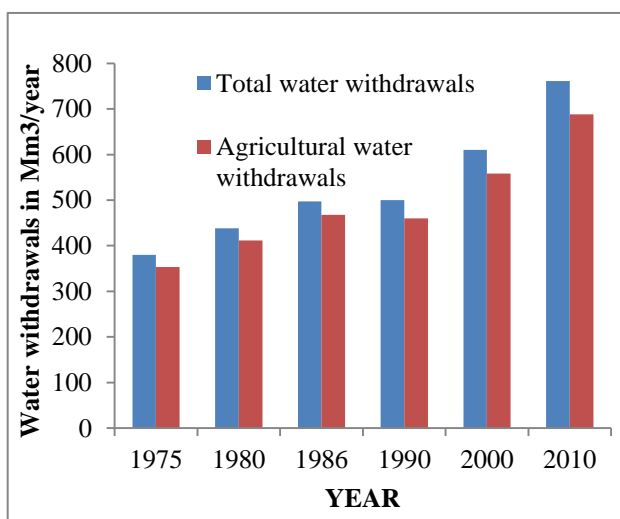 Water withdrawals in Mm3/year
800
700
600
500
400
300
200
100
0
Total water withdrawals
Agricultural water
withdrawals
1975 1980 1986 1990 2000 2010
YEAR